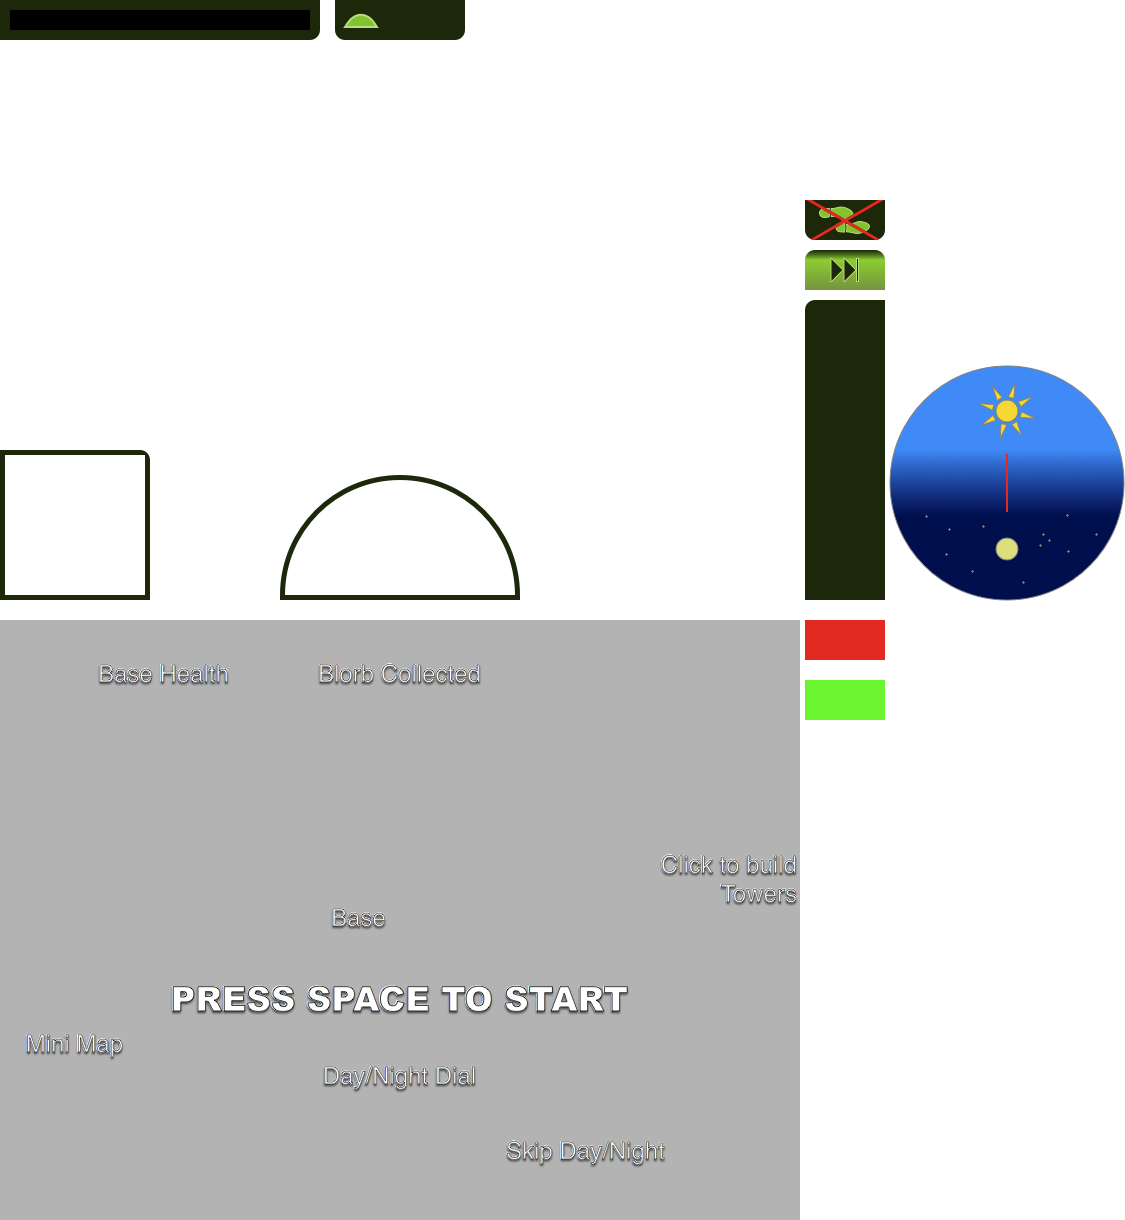 Base Health
Blorb Collected
Click to build
Towers
Base
PRESS SPACE TO START
Mini Map
Day/Night Dial
Skip Day/Night